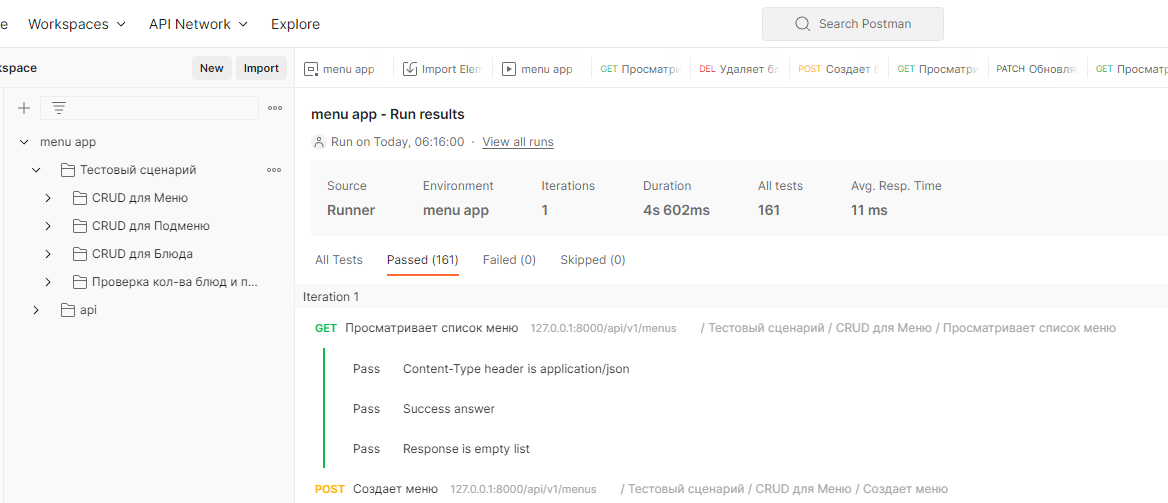 e Workspaces API Network Explore Search Postman
kspace New Import
menu app Import Elem menu app GET Просматри DEL Удаляет бл POST Создает б GET Просматри PATCH Обновля GET Просмат
menu app - Run results
Run on Today, 06:16:00 · View all runs
menu app
Тестовый сценарий
CRUD для Меню
CRUD для Подменю
CRUD для Блюда
Проверка кол-ва блюд и п...
api
Source Environment Iterations Duration All tests Avg. Resp. Time
Runner menu app 1 4s 602ms 161 11 ms
All Tests Passed (161) Failed (0) Skipped (0)
Iteration 1
GET Просматривает список меню 127.0.0.1:8000/api/v1/menus / Тестовый сценарий / CRUD для Меню / Просматривает список меню
Pass Content-Type header is application/json
Pass Success answer
Pass Response is empty list
POST Создает меню 127.0.0.1:8000/api/v1/menus / Тестовый сценарий / CRUD для Меню / Создает меню